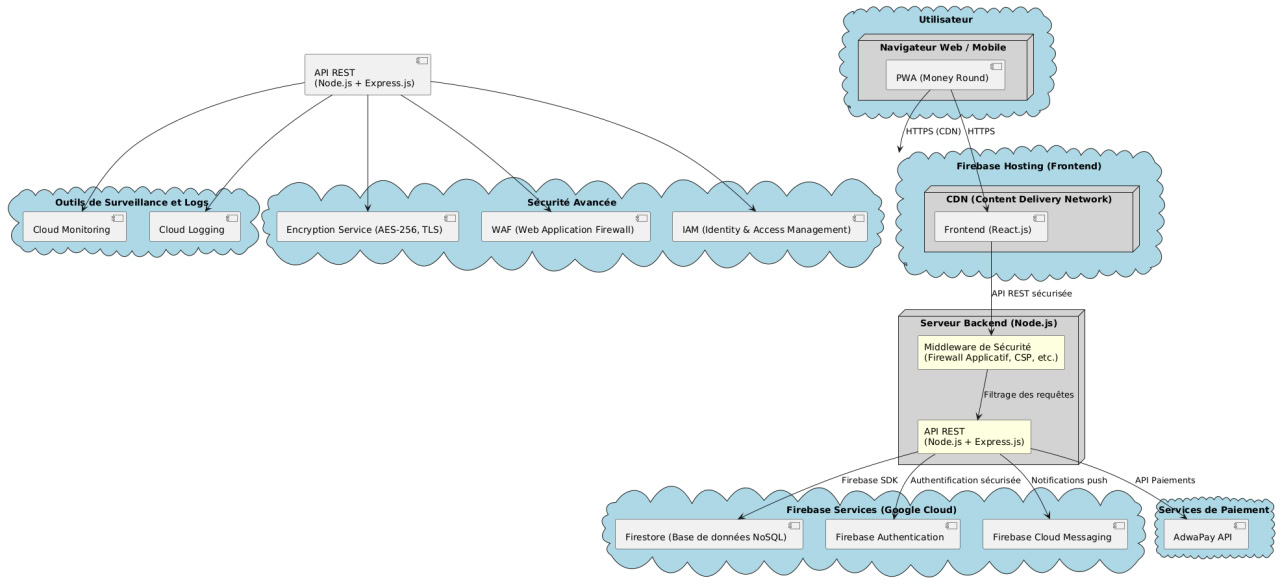 Utilisateur
Navigateur Web / Mobile
PWA (Money Round)
API REST
(Node.js + Express.js)
HTTPS (CDN)
HTTPS
Firebase Hosting (Frontend)
CDN (Content Delivery Network)
Frontend (React.js)
Outils de Surveillance et Logs
Cloud Monitoring
Cloud Logging
Sécurité Avancée
Encryption Service (AES-256, TLS)
WAF (Web Application Firewall)
IAM (Identity & Access Management)
API REST sécurisée
Serveur Backend (Node.js)
Middleware de Sécurité
(Firewall Applicatif, CSP, etc.)
Filtrage des requêtes
API REST
(Node.js + Express.js)
Firebase SDK
Authentification sécurisée
Notifications push
API Paiements
Firebase Services (Google Cloud)
Firestore (Base de données NoSQL)
Firebase Authentication
Firebase Cloud Messaging
Services de Paiement
AdwaPay API